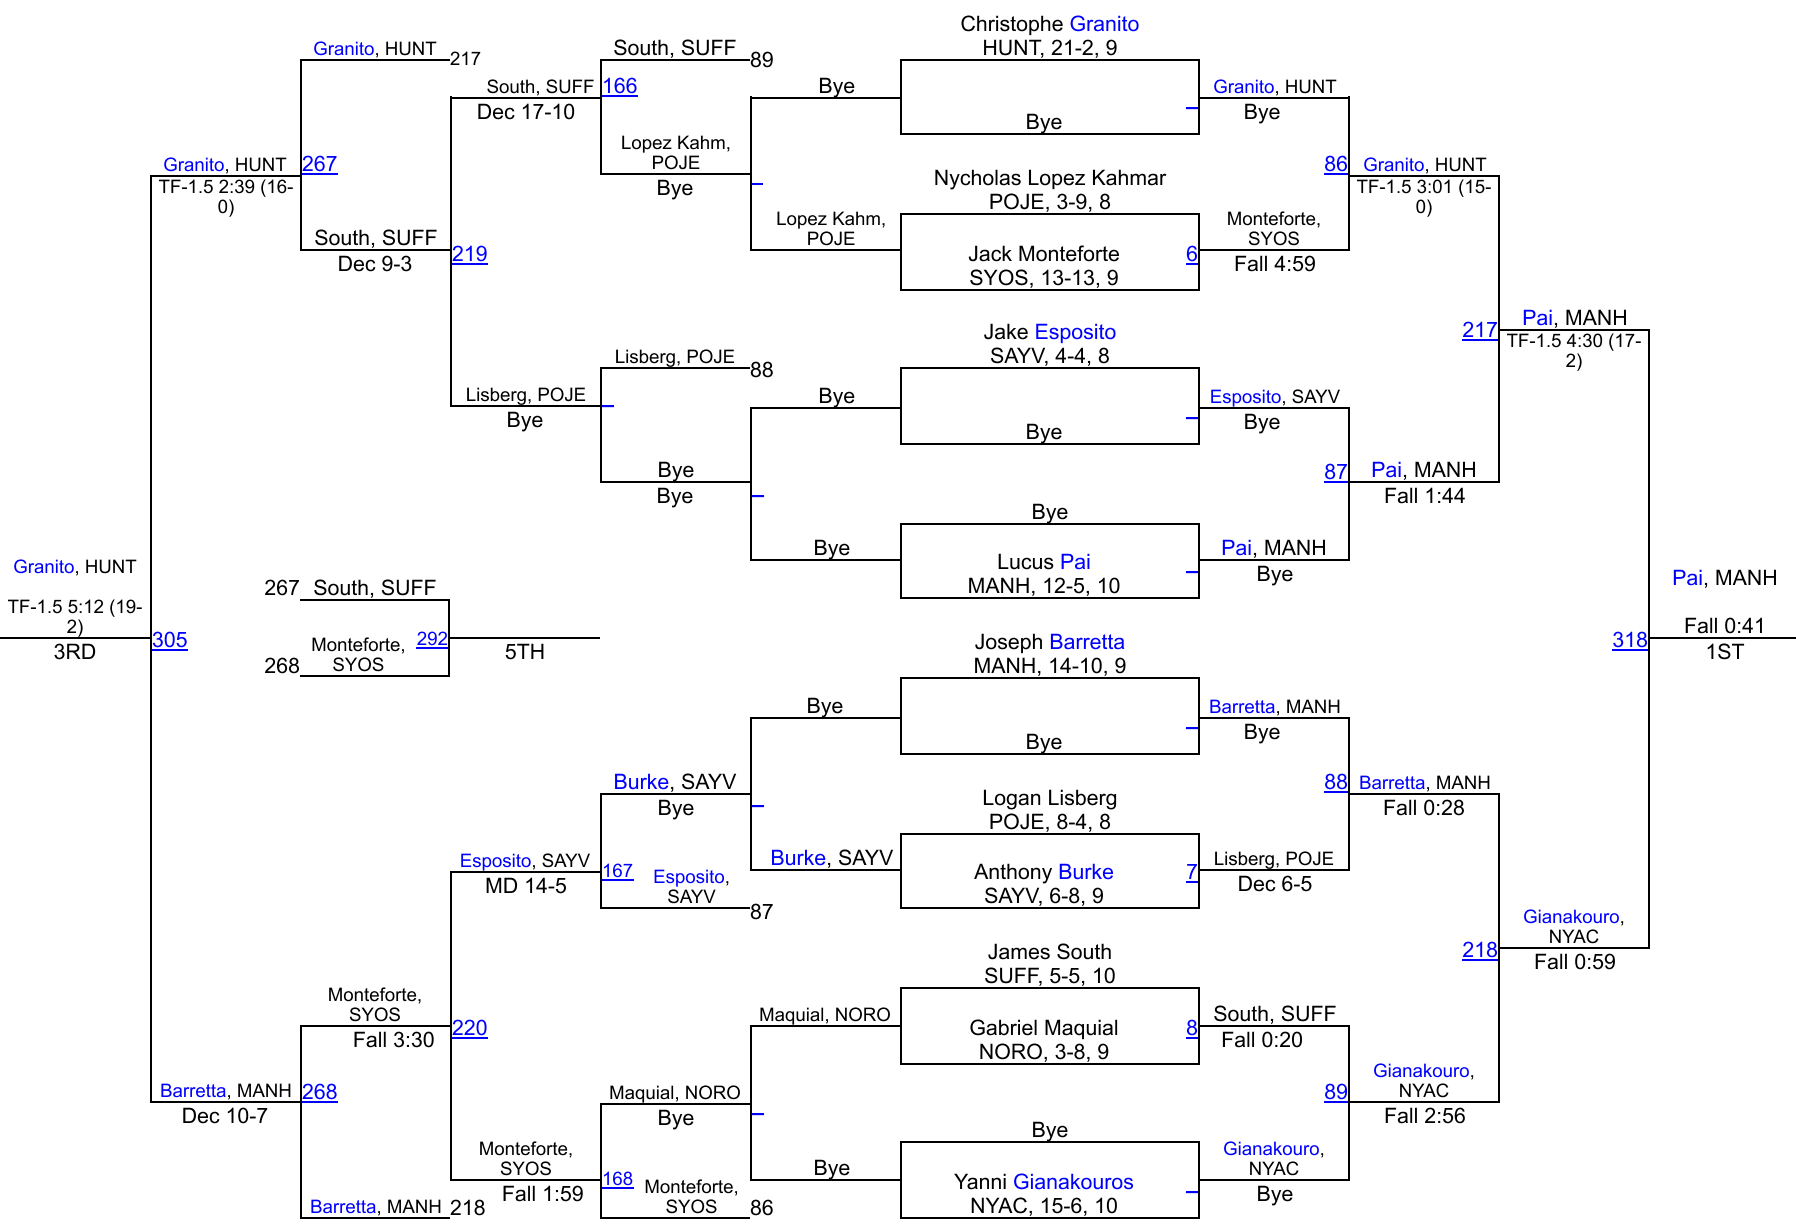 Christophe Granito
HUNT, 21-2, 9
Granito, HUNT
217
South, SUFF
89
South, SUFF
166
Dec 17-10
Bye
Granito, HUNT
Bye
Bye
Lopez Kahm,
POJE
Bye
Granito, HUNT
267
TF-1.5 2:39 (16-
0)
Nycholas Lopez Kahmar
POJE, 3-9, 8
86
Granito, HUNT
TF-1.5 3:01 (15-
0)
Lopez Kahm,
POJE
Monteforte,
SYOS
South, SUFF
Dec 9-3
219
Jack Monteforte
SYOS, 13-13, 9
6
Fall 4:59
Jake Esposito
SAYV, 4-4, 8
217
Pai, MANH
TF-1.5 4:30 (17-
2)
Lisberg, POJE
88
Lisberg, POJE
Bye
Bye
Esposito, SAYV
Bye
Bye
Bye
Bye
87
Pai, MANH
Fall 1:44
Bye
Bye
Lucus Pai
MANH, 12-5, 10
Pai, MANH
Bye
Granito, HUNT
TF-1.5 5:12 (19-
2)
305
3RD
267
South, SUFF
Monteforte,
SYOS
292
268
5TH
Pai, MANH
Fall 0:41
318
1ST
Joseph Barretta
MANH, 14-10, 9
Bye
Barretta, MANH
Bye
Bye
Burke, SAYV
Bye
Logan Lisberg
POJE, 8-4, 8
88
Barretta, MANH
Fall 0:28
Esposito, SAYV
MD 14-5
167
Esposito,
SAYV
87
Burke, SAYV
Anthony Burke
SAYV, 6-8, 9
7
Lisberg, POJE
Dec 6-5
James South
SUFF, 5-5, 10
218
Gianakouro,
NYAC
Fall 0:59
Monteforte,
SYOS
Fall 3:30
220
Maquial, NORO
Gabriel Maquial
NORO, 3-8, 9
8
South, SUFF
Fall 0:20
Barretta, MANH
268
Dec 10-7
Maquial, NORO
Bye
89
Gianakouro,
NYAC
Fall 2:56
Bye
Monteforte,
SYOS
Fall 1:59
168
Monteforte,
SYOS
86
Bye
Yanni Gianakouros
NYAC, 15-6, 10
Gianakouro,
NYAC
Bye
Barretta, MANH
218